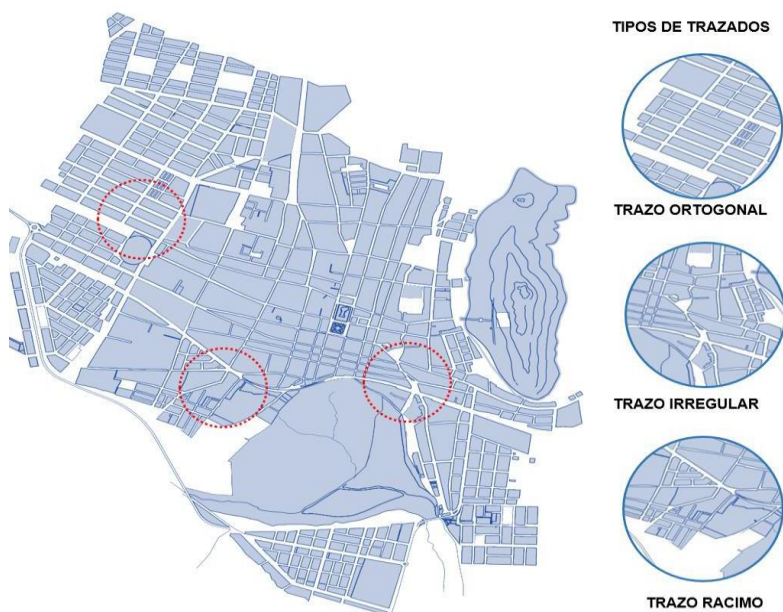 TIPOS DE TRAZADOS
TRAZO ORTOGONAL
TRAZO IRREGULAR
TRAZO RACIMO